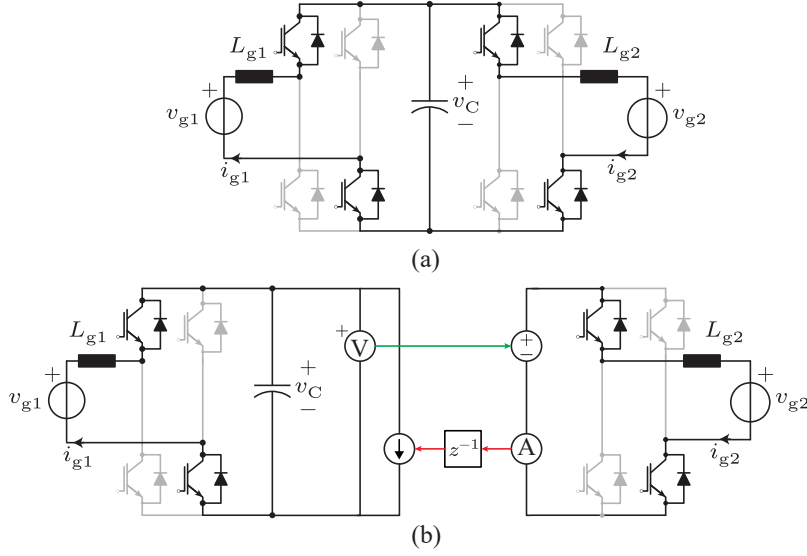 L_g1
L_g2
+
+
+
v_g1
v_C
v_g2
−
i_g1
i_g2
(a)
L_g1
+
V
+
−
L_g2
+
+
+
v_g1
v_C
v_g2
−
i_g1
z⁻¹
A
i_g2
(b)